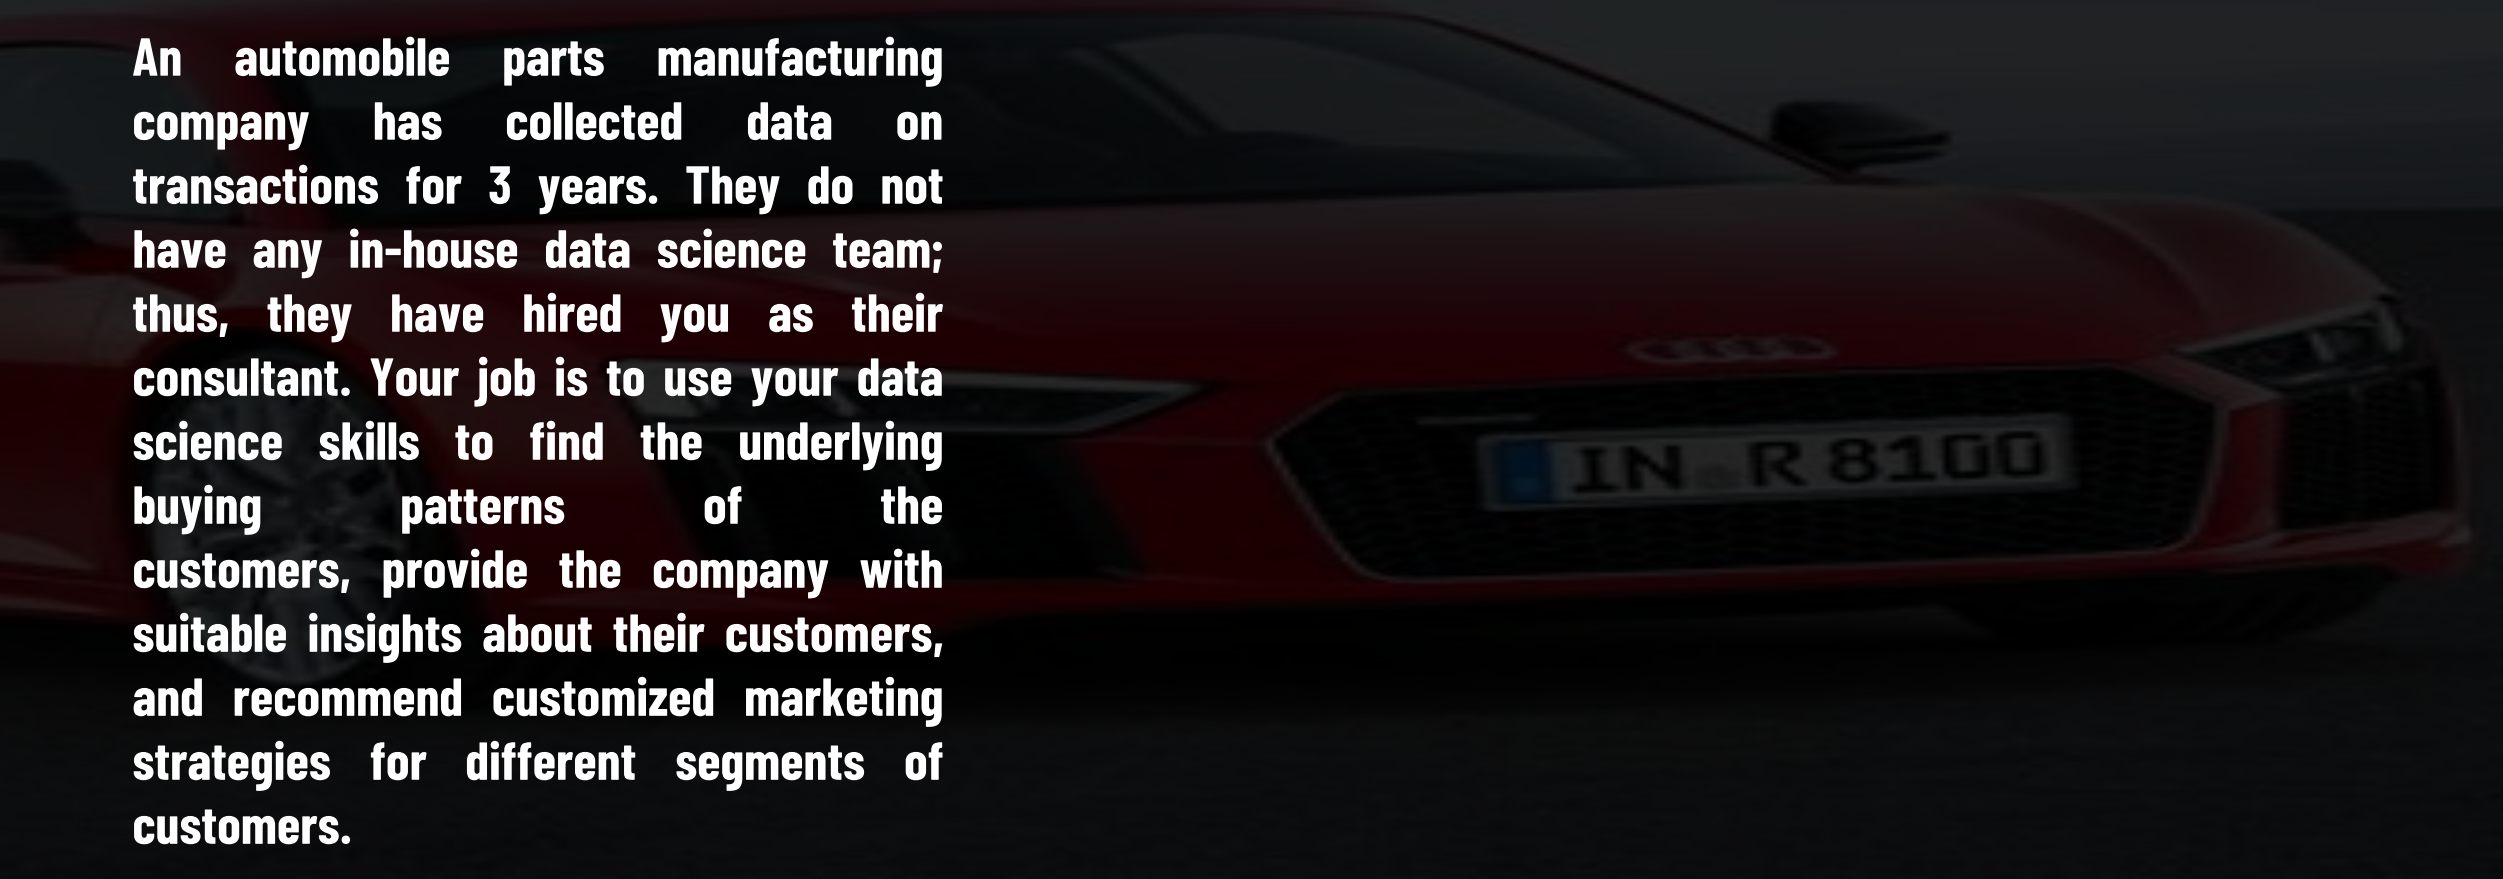 An automobile parts manufacturing
company has collected data on
transactions for 3 years. They do not
have any in-house data science team;
thus, they have hired you as their
consultant. Your job is to use your data
science skills to find the underlying
buying patterns of the
customers, provide the company with
suitable insights about their customers,
and recommend customized marketing
strategies for different segments of
customers.
IN R 8100